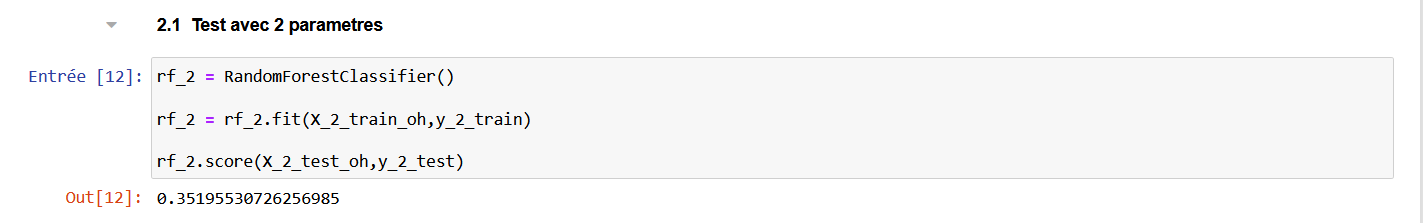 2.1 Test avec 2 parametres
Entrée [12]: rf_2 = RandomForestClassifier()
rf_2 = rf_2.fit(X_2_train_oh,y_2_train)
rf_2.score(X_2_test_oh,y_2_test)
Out[12]: 0.35195530726256985